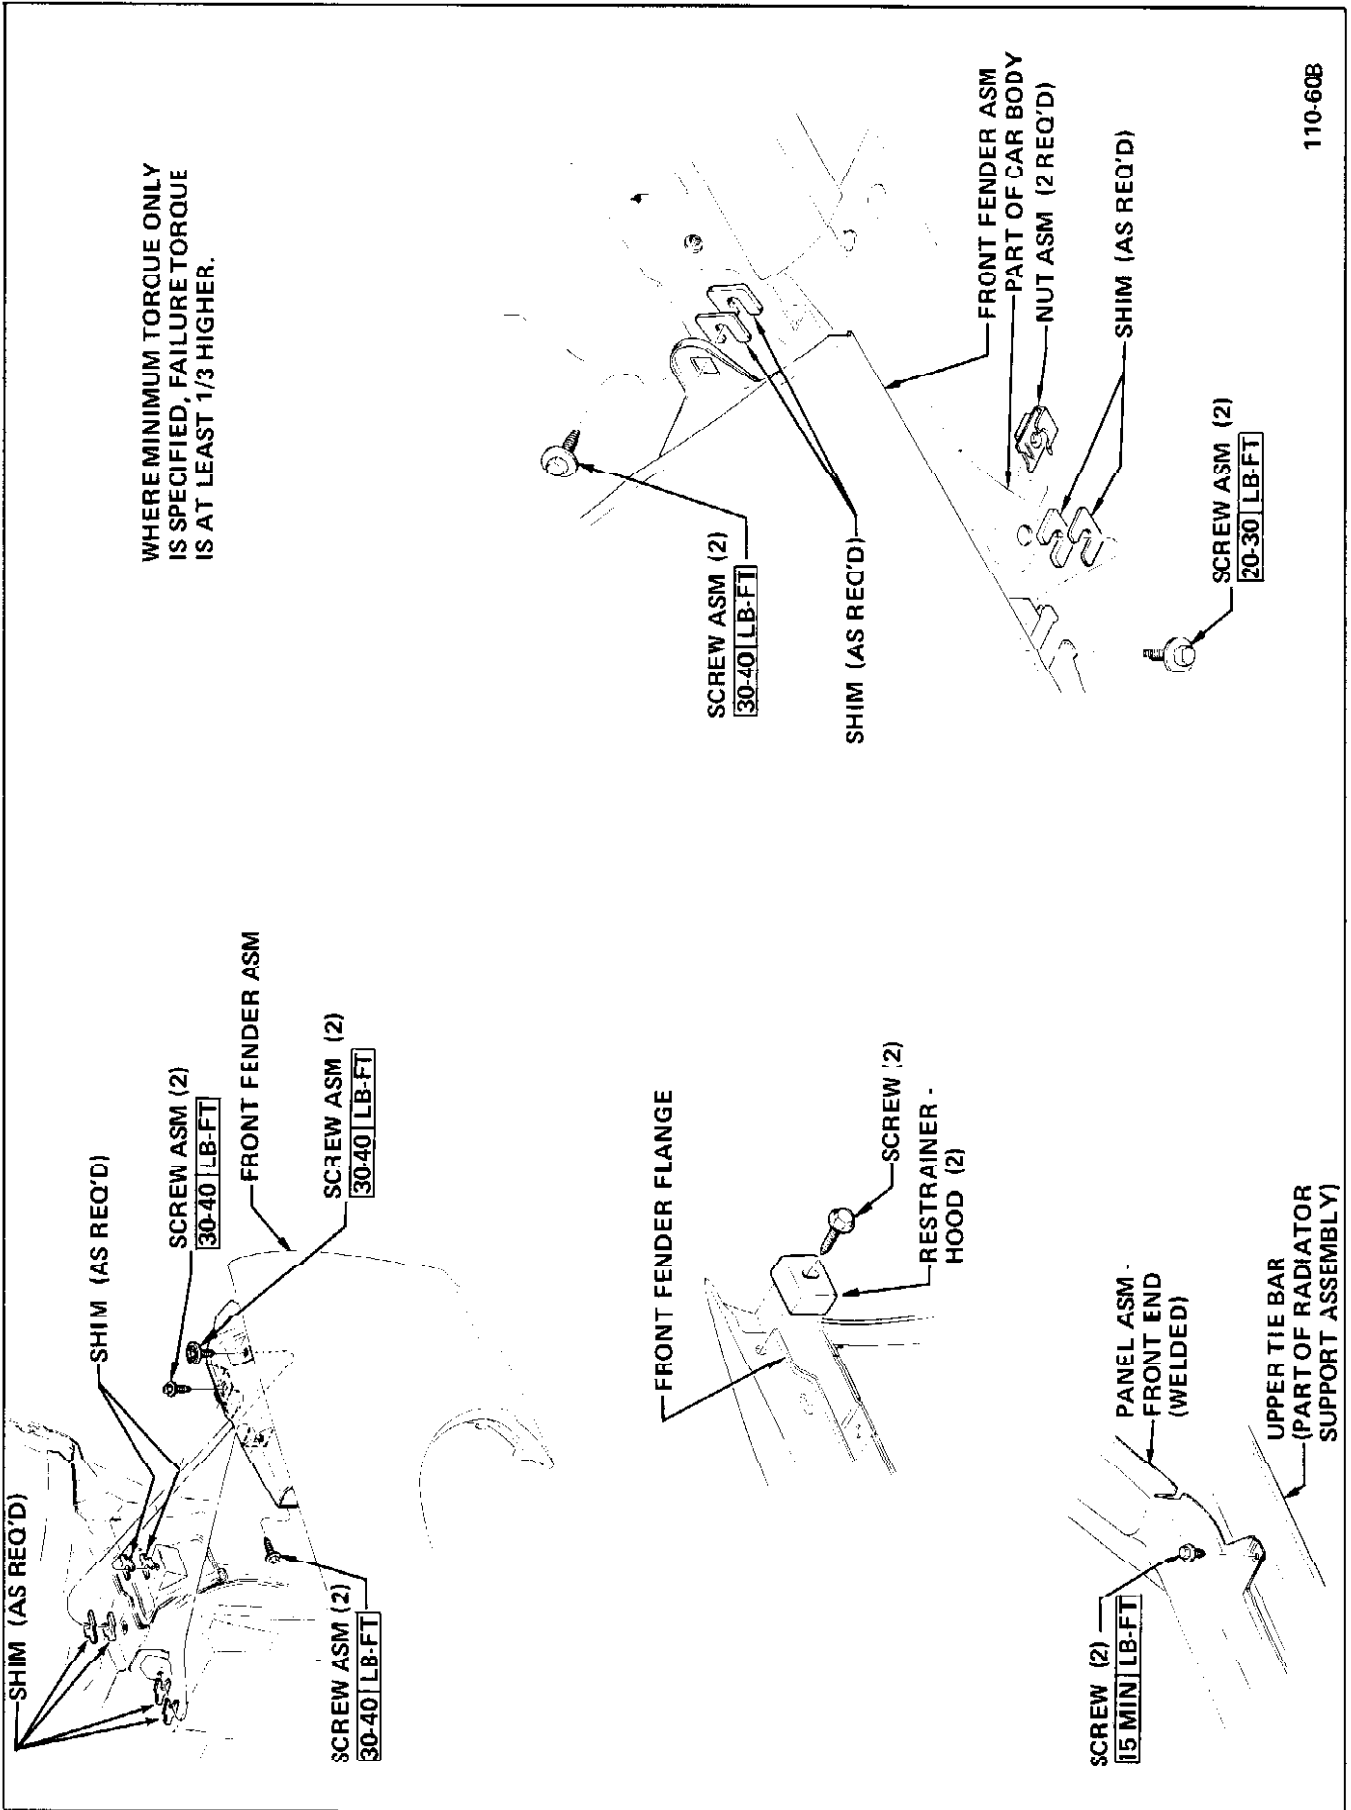 SHIM (AS REQ'D)
SHIM (AS REQ'D)
SCREW ASM (2)
30-40 LB-FT
FRONT FENDER ASM
SCREW ASM (2)
30-40 LB-FT
SCREW ASM (2)
30-40 LB-FT
WHERE MINIMUM TORQUE ONLY
IS SPECIFIED, FAILURE TORQUE
IS AT LEAST 1/3 HIGHER.
FRONT FENDER FLANGE
SCREW (2)
RESTRAINER -
HOOD (2)
SCREW (2)
15 MIN LB-FT
PANEL ASM -
FRONT END
(WELDED)
UPPER TIE BAR
(PART OF RADIATOR
SUPPORT ASSEMBLY)
SCREW ASM (2)
30-40 LB-FT
SHIM (AS REQ'D)
FRONT FENDER ASM
PART OF CAR BODY
NUT ASM (2 REQ'D)
SHIM (AS REQ'D)
SCREW ASM (2)
20-30 LB-FT
110-60B